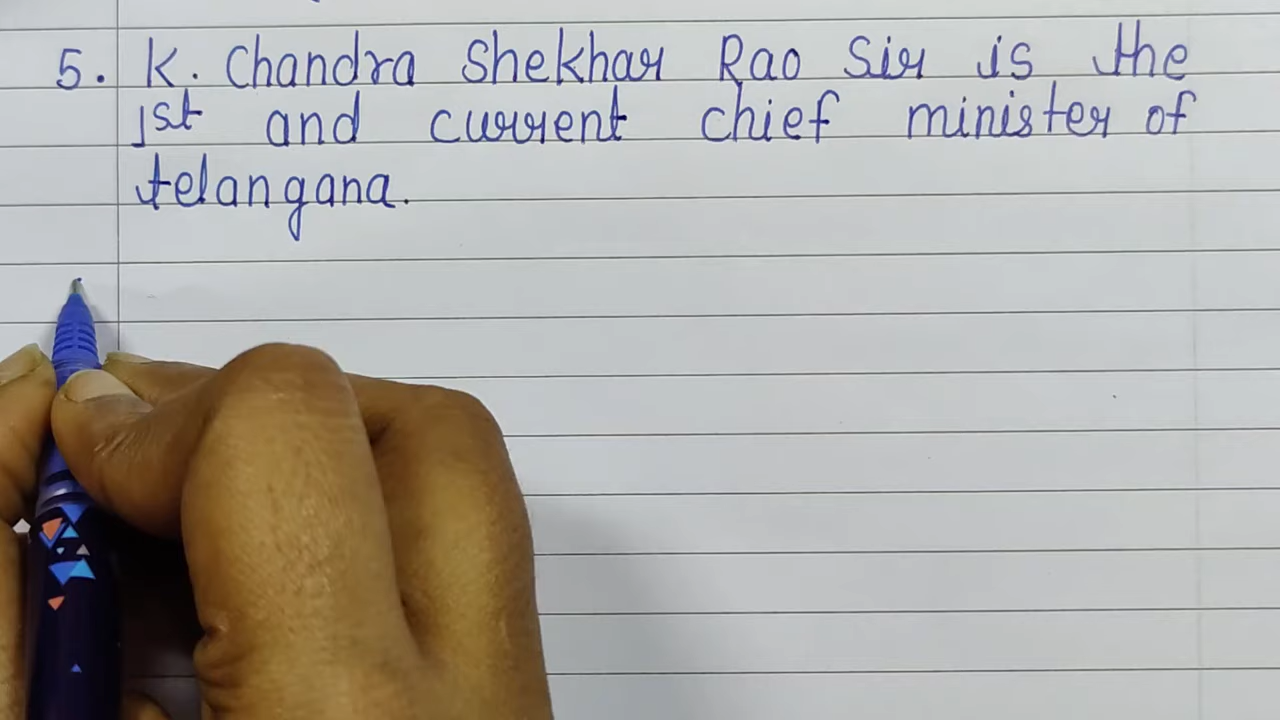 5. K. Chandra Shekhar Rao Sir is the
1st and current chief minister of
telangana.